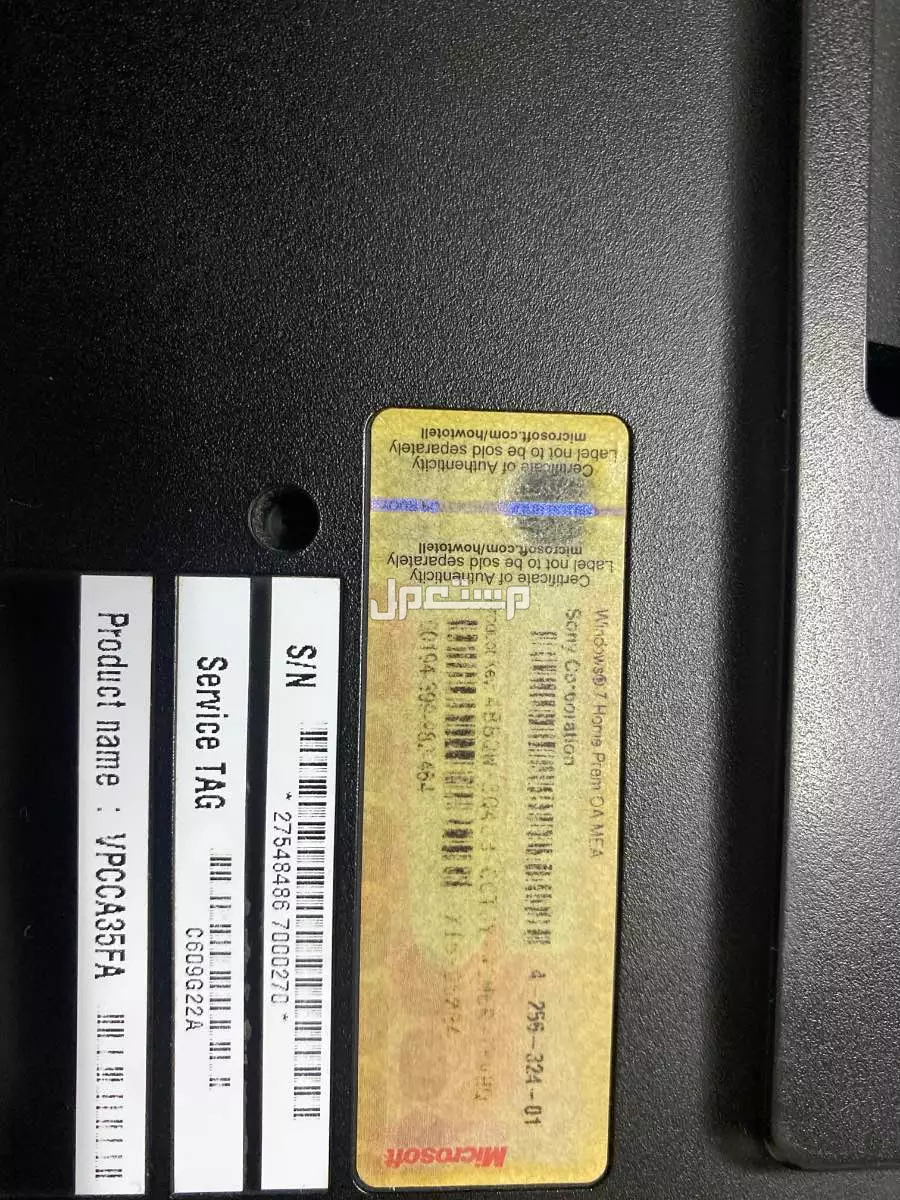 Certificate of Authenticity
Label not to be sold separately
microsoft.com/howtotell
Certificate of Authenticity
Label not to be sold separately
microsoft.com/howtotell
Windows® 7 Home Prem OA MEA
Sony Corporation
4-256-324-01
Microsoft
S/N
* 27548486 7000270 *
Service TAG
C609G22A
Product name : VPCCA35FA
مستعمل